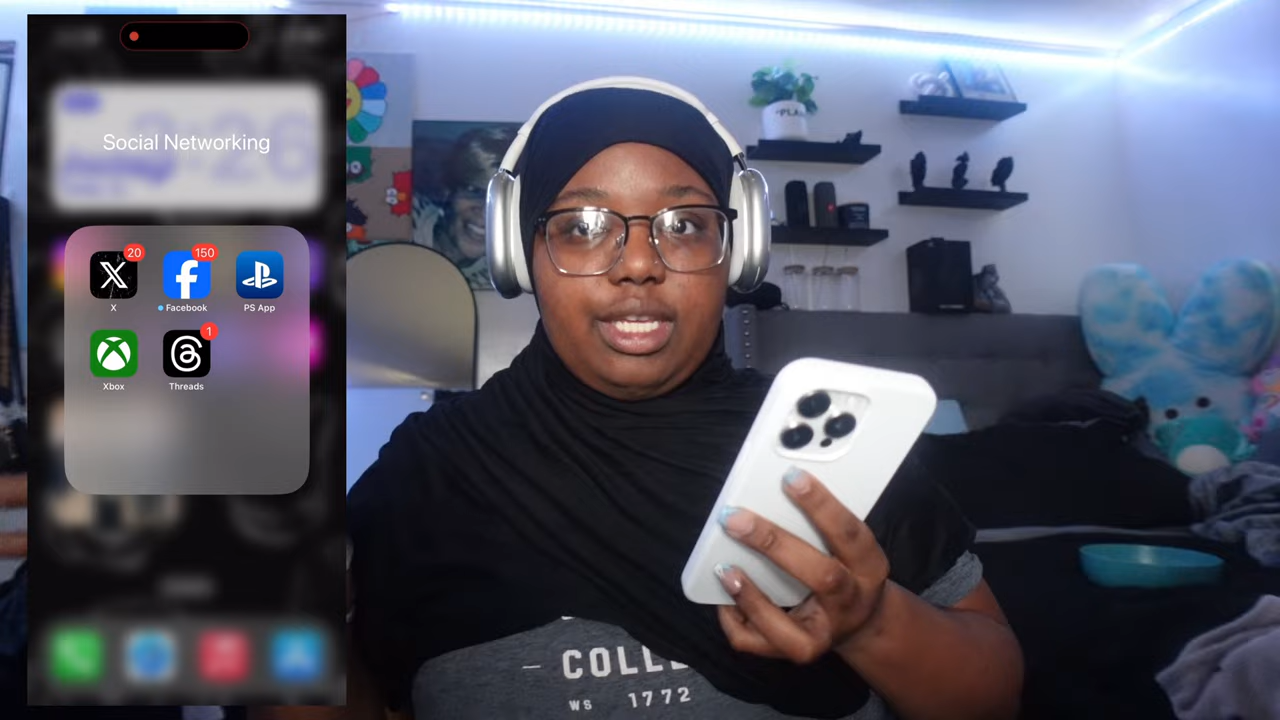 Social Networking
20
150
X
Facebook
PS App
1
Xbox
Threads
COLLE
WS 1772